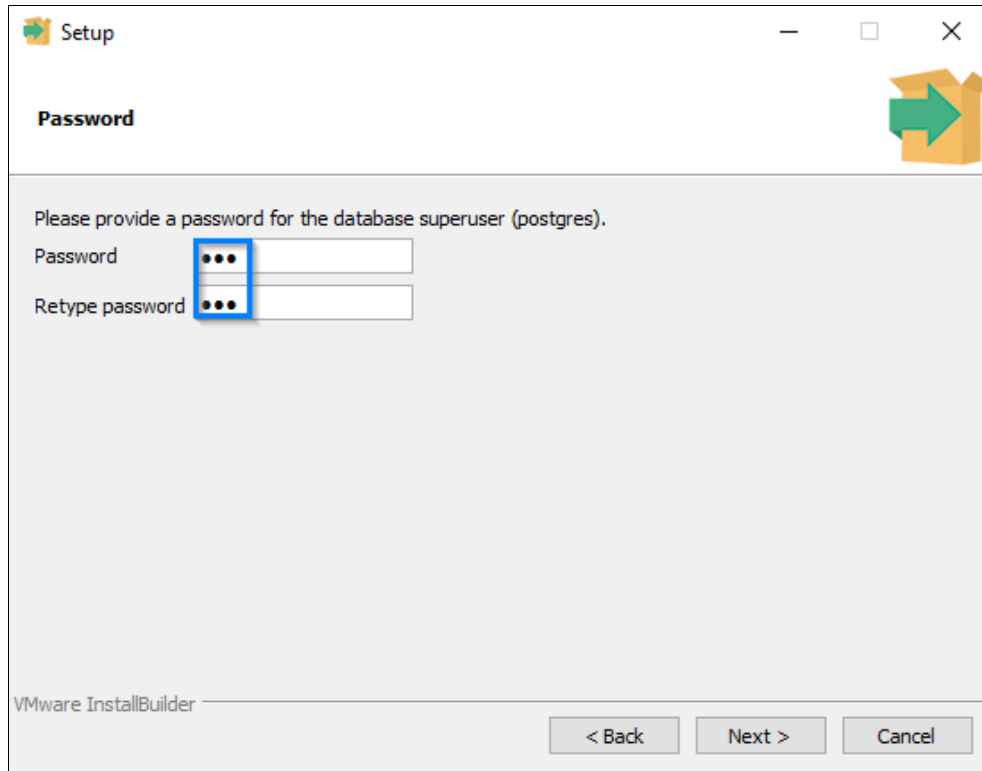 Setup
Password
Please provide a password for the database superuser (postgres).
Password •••
Retype password •••
VMware InstallBuilder
< Back Next > Cancel